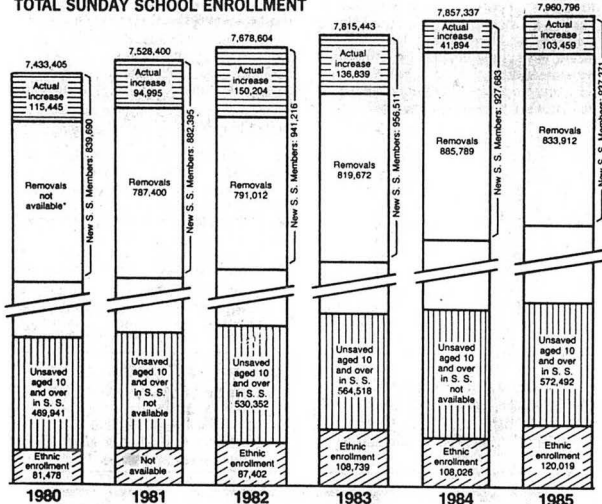 TOTAL SUNDAY SCHOOL ENROLLMENT
7,433,405
Actual
increase
115,445
Removals
not
available*
New S. S. Members: 839,690
Unsaved
aged 10
and over
in S. S.
469,941
Ethnic
enrollment
81,478
1980
7,528,400
Actual
increase
94,995
Removals
787,400
New S. S. Members: 882,395
Unsaved
aged 10
and over
in S. S.
not
available
Not
available
1981
7,678,604
Actual
increase
150,204
Removals
791,012
New S. S. Members: 941,216
Unsaved
aged 10
and over
in S. S.
530,352
Ethnic
enrollment
87,402
1982
7,815,443
Actual
increase
136,839
Removals
819,672
New S. S. Members: 956,511
Unsaved
aged 10
and over
in S. S.
564,518
Ethnic
enrollment
108,739
1983
7,857,337
Actual
increase
41,894
Removals
885,789
New S. S. Members: 927,683
Unsaved
aged 10
and over
in S. S.
not
available
Ethnic
enrollment
108,026
1984
7,960,796
Actual
increase
103,459
Removals
833,912
New S. S. Members:
Unsaved
aged 10
and over
in S. S.
572,492
Ethnic
enrollment
120,019
1985